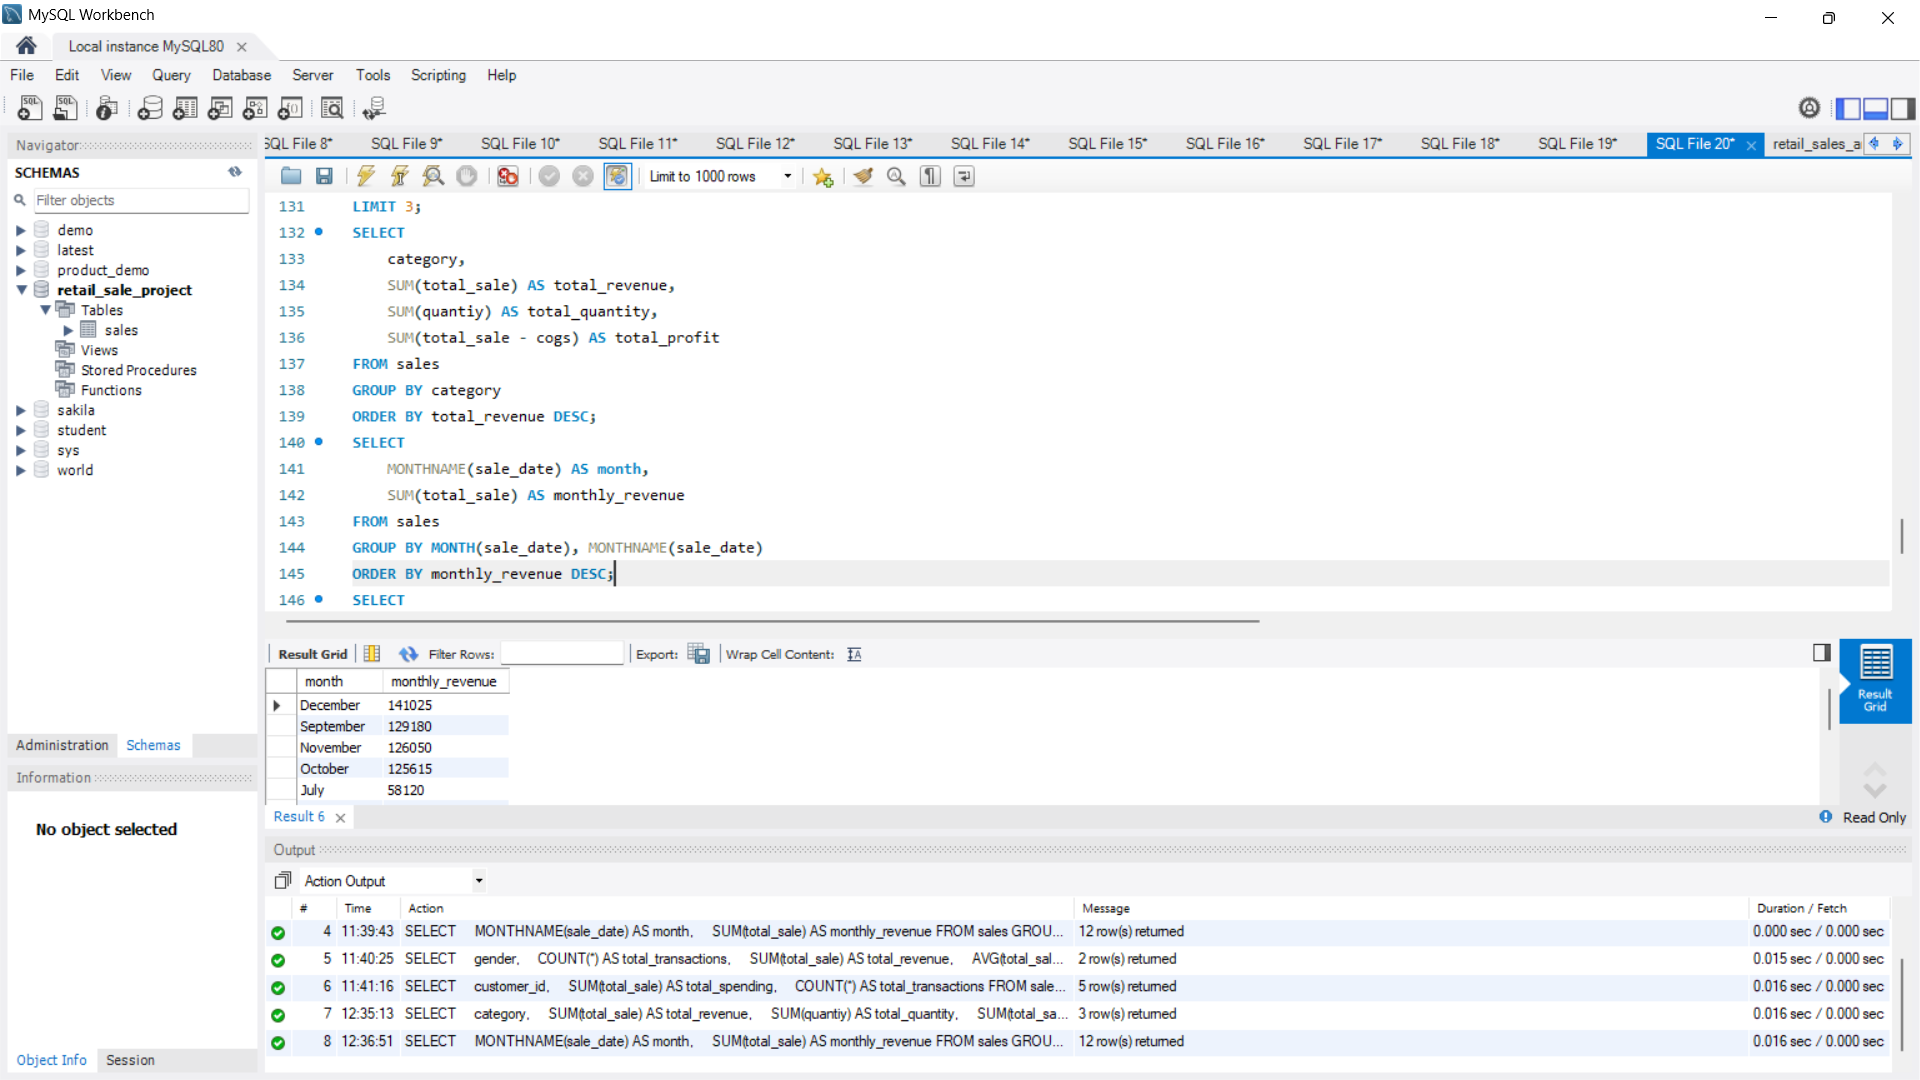 MySQL Workbench
Local instance MySQL80
File Edit View Query Database Server Tools Scripting Help
Navigator
SCHEMAS
Filter objects
demo
latest
product_demo
retail_sale_project
Tables
sales
Views
Stored Procedures
Functions
sakila
student
sys
world
Administration Schemas
Information
No object selected
Object Info Session
SQL File 8* SQL File 9* SQL File 10* SQL File 11* SQL File 12* SQL File 13* SQL File 14* SQL File 15* SQL File 16* SQL File 17* SQL File 18* SQL File 19* SQL File 20* retail_sales_a
Limit to 1000 rows
131 LIMIT 3;
132 SELECT
133 category,
134 SUM(total_sale) AS total_revenue,
135 SUM(quantiy) AS total_quantity,
136 SUM(total_sale - cogs) AS total_profit
137 FROM sales
138 GROUP BY category
139 ORDER BY total_revenue DESC;
140 SELECT
141 MONTHNAME(sale_date) AS month,
142 SUM(total_sale) AS monthly_revenue
143 FROM sales
144 GROUP BY MONTH(sale_date), MONTHNAME(sale_date)
145 ORDER BY monthly_revenue DESC;
146 SELECT
Result Grid Filter Rows: Export: Wrap Cell Content:
month monthly_revenue
December 141025
September 129180
November 126050
October 125615
July 58120
Result Grid
Result 6
Read Only
Output
Action Output
# Time Action Message Duration / Fetch
4 11:39:43 SELECT MONTHNAME(sale_date) AS month, SUM(total_sale) AS monthly_revenue FROM sales GROU... 12 row(s) returned 0.000 sec / 0.000 sec
5 11:40:25 SELECT gender, COUNT(*) AS total_transactions, SUM(total_sale) AS total_revenue, AVG(total_sal... 2 row(s) returned 0.015 sec / 0.000 sec
6 11:41:16 SELECT customer_id, SUM(total_sale) AS total_spending, COUNT(*) AS total_transactions FROM sale... 5 row(s) returned 0.016 sec / 0.000 sec
7 12:35:13 SELECT category, SUM(total_sale) AS total_revenue, SUM(quantiy) AS total_quantity, SUM(total_sa... 3 row(s) returned 0.016 sec / 0.000 sec
8 12:36:51 SELECT MONTHNAME(sale_date) AS month, SUM(total_sale) AS monthly_revenue FROM sales GROU... 12 row(s) returned 0.016 sec / 0.000 sec